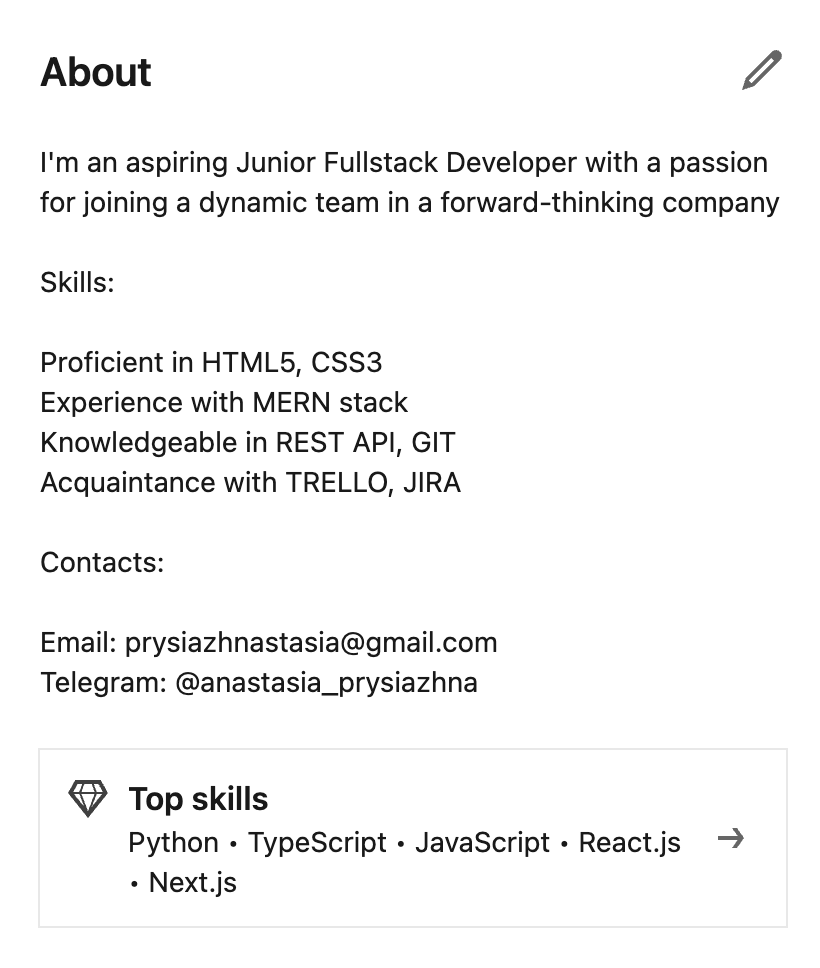 About
I'm an aspiring Junior Fullstack Developer with a passion
for joining a dynamic team in a forward-thinking company
Skills:
Proficient in HTML5, CSS3
Experience with MERN stack
Knowledgeable in REST API, GIT
Acquaintance with TRELLO, JIRA
Contacts:
Email: prysiazhnastasia@gmail.com
Telegram: @anastasia_prysiazhna
Top skills
Python • TypeScript • JavaScript • React.js
• Next.js